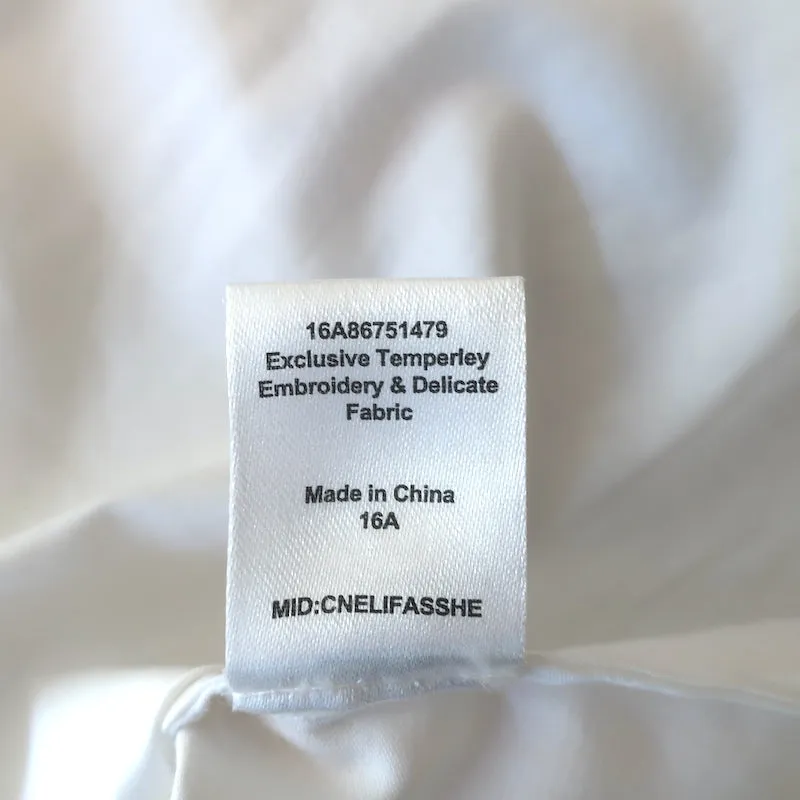 16A86751479
Exclusive Temperley
Embroidery & Delicate
Fabric
Made in China
16A
MID:CNELIFASSHE